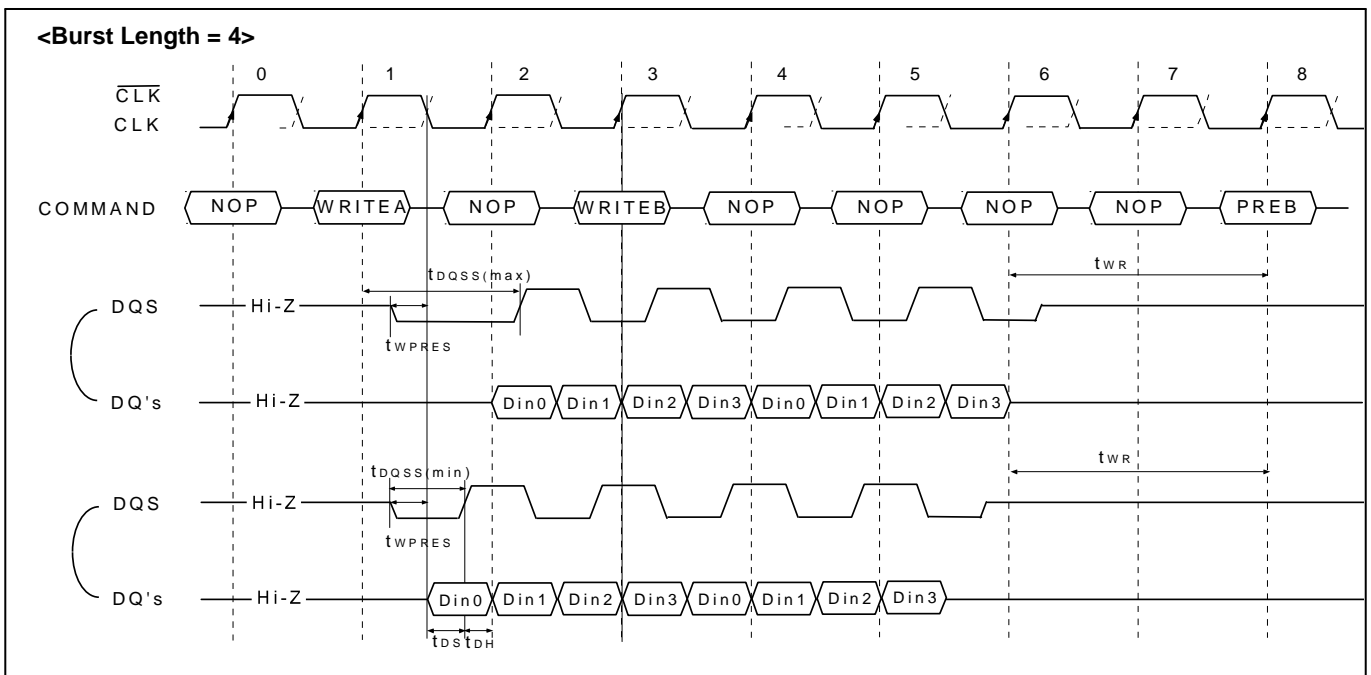 <Burst Length = 4>
0 1 2 3 4 5 6 7 8
CLK
CLK
COMMAND NOP WRITEA NOP WRITEB NOP NOP NOP NOP PREB
tDQSS(max) tWR
DQS Hi-Z
tWPRES
DQ's Hi-Z Din0 Din1 Din2 Din3 Din0 Din1 Din2 Din3
tDQSS(min) tWR
DQS Hi-Z
tWPRES
DQ's Hi-Z Din0 Din1 Din2 Din3 Din0 Din1 Din2 Din3
tDS tDH